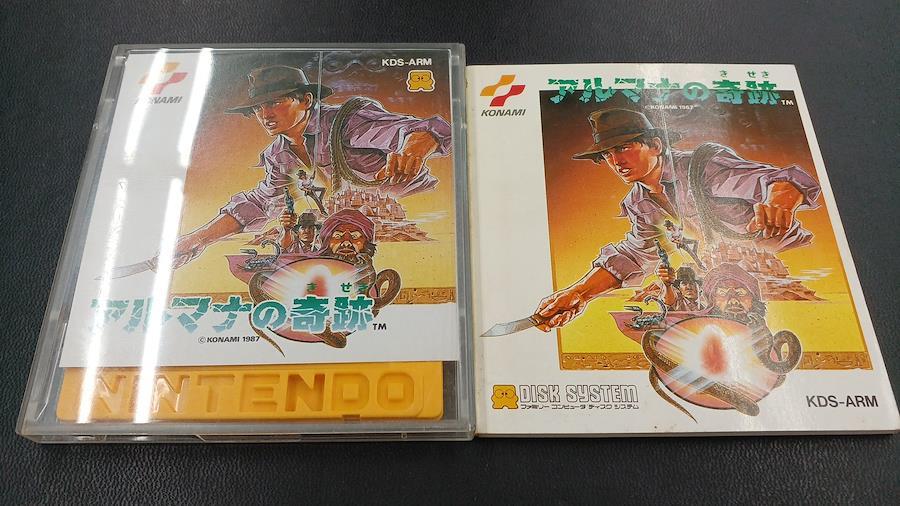 KDS-ARM
KONAMI
きせき
アルマナの奇跡 TM
© KONAMI 1987
NINTENDO
KONAMI
きせき
アルマナの奇跡 TM
© KONAMI 1987
DISK SYSTEM
ファミリー コンピュータ ディスク システム
KDS-ARM